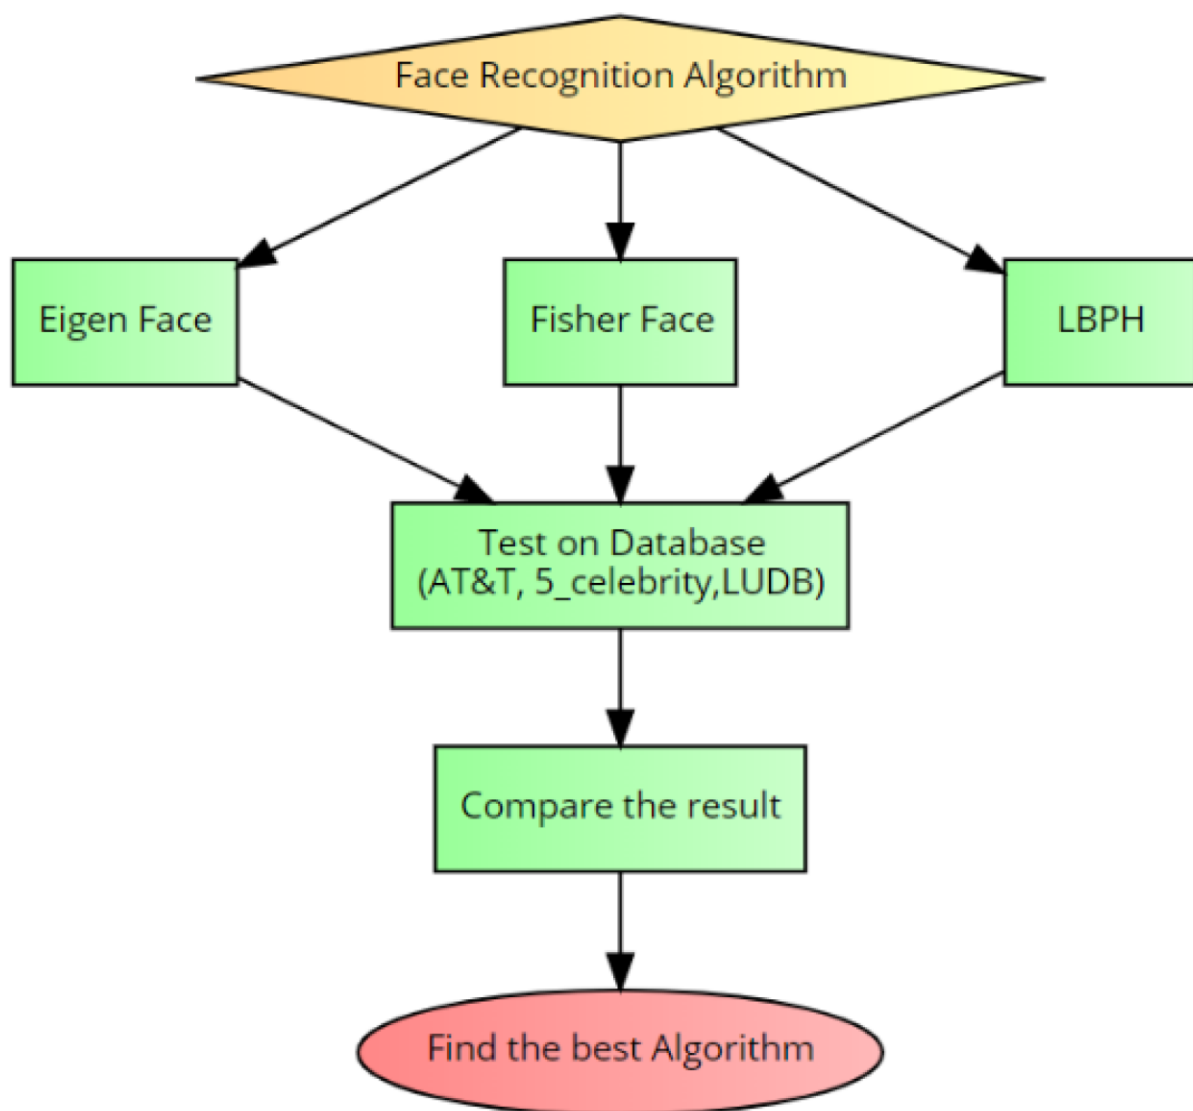 Face Recognition Algorithm
Eigen Face
Fisher Face
LBPH
Test on Database
(AT&T, 5_celebrity,LUDB)
Compare the result
Find the best Algorithm